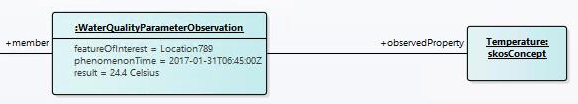 :WaterQualityParameterObservation
+member
+observedProperty
Temperature:
skosConcept
featureOfInterest = Location789
phenomenonTime = 2017-01-31T06:45:00Z
result = 24.4 Celsius